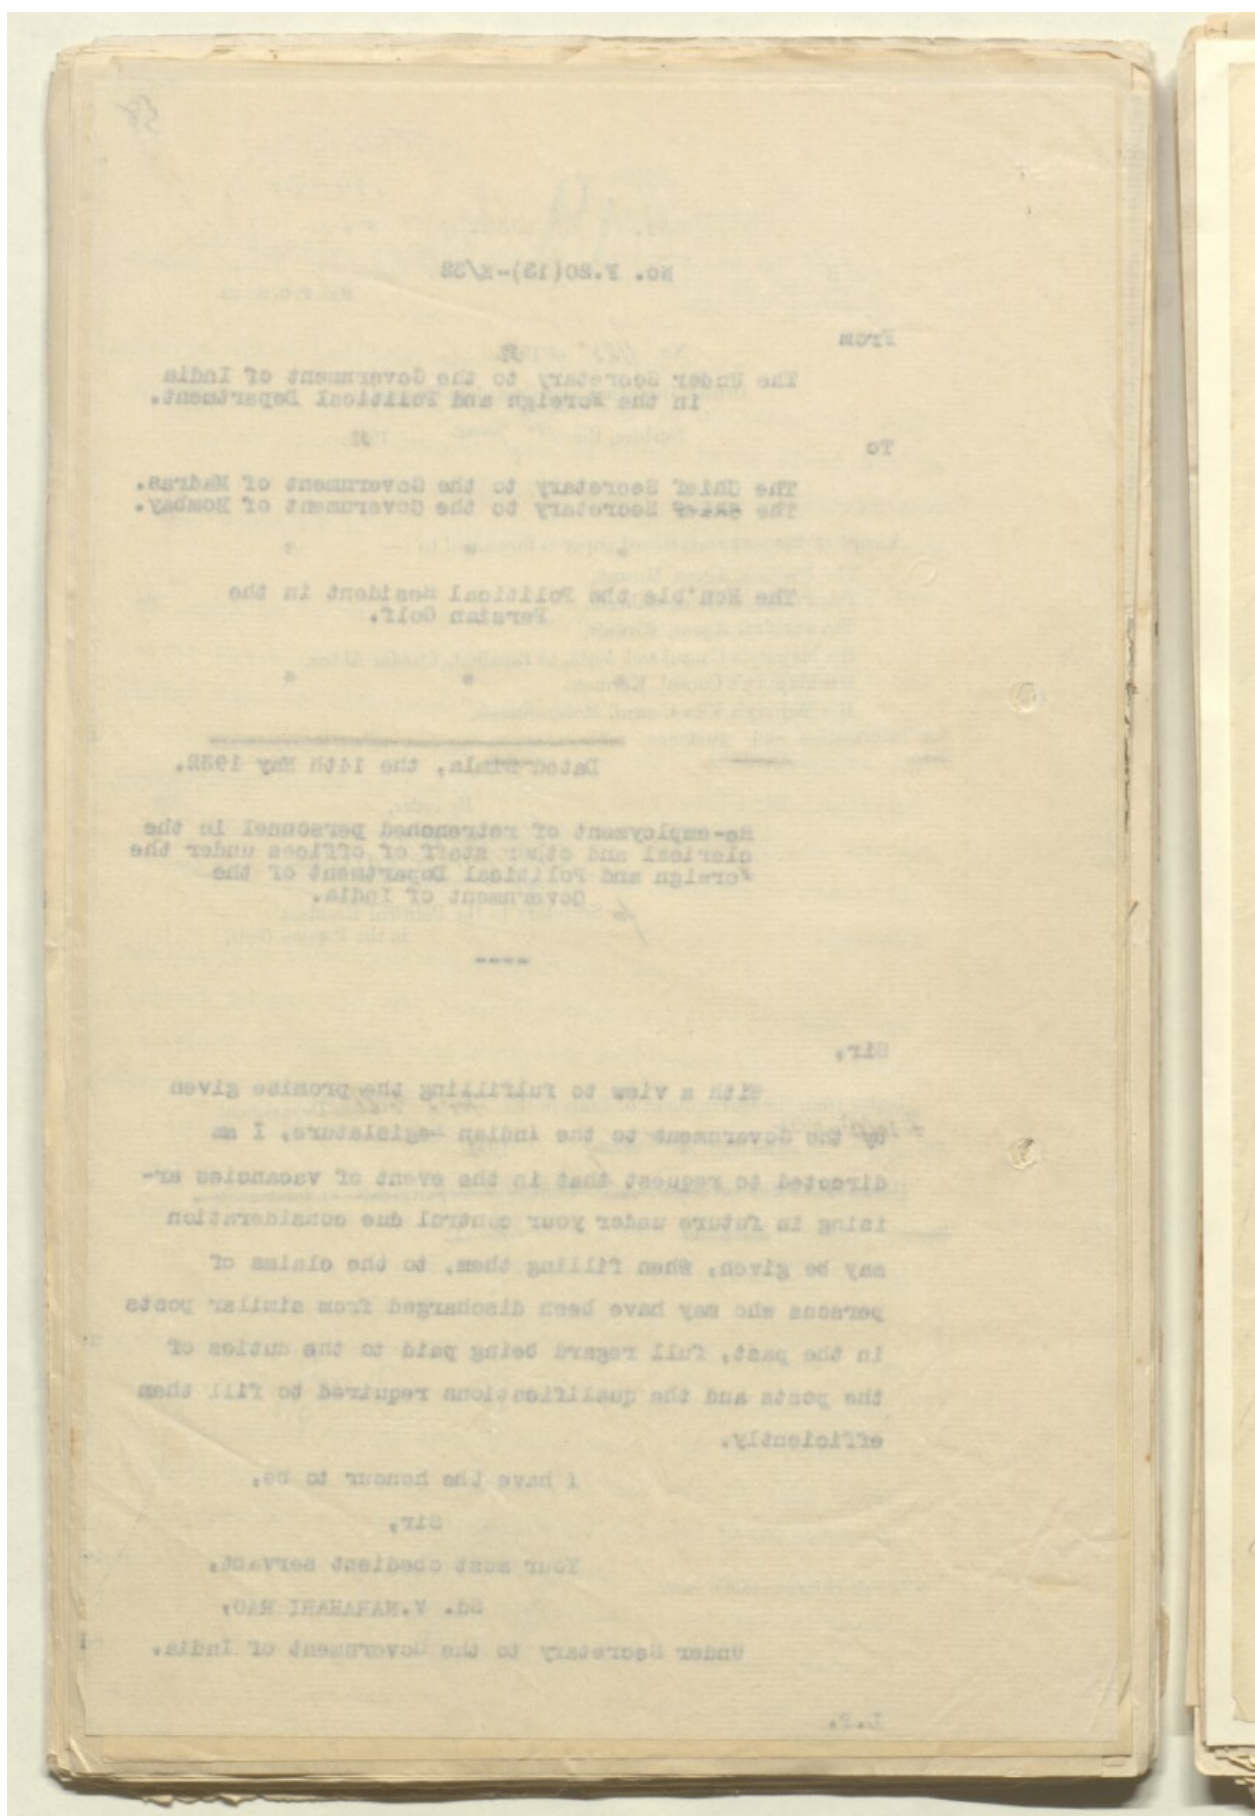 58
No. F.20(13)-E/32
From
The Under Secretary to the Government of India
in the Foreign and Political Department.
To
The Chief Secretary to the Government of Madras.
The Chief Secretary to the Government of Bombay.
* * *
The Hon'ble the Political Resident in the
Persian Golf.
* * *
Dated Simla, the 14th May 1932.
Re-employment of retrenched personnel in the
clerical and other staff of offices under the
Foreign and Political Department of the
Government of India.
----
Sir,
With a view to fulfilling the promise given
by the Government to the Indian Legislature, I am
directed to request that in the event of vacancies ar-
ising in future under your control due consideration
may be given, when filling them, to the claims of
persons who may have been discharged from similar posts
in the past, full regard being paid to the duties of
the posts and the qualifications required to fill them
efficiently.
I have the honour to be,
Sir,
Your most obedient servant,
Sd. V.NARAHARI RAO,
Under Secretary to the Government of India.
L.P.